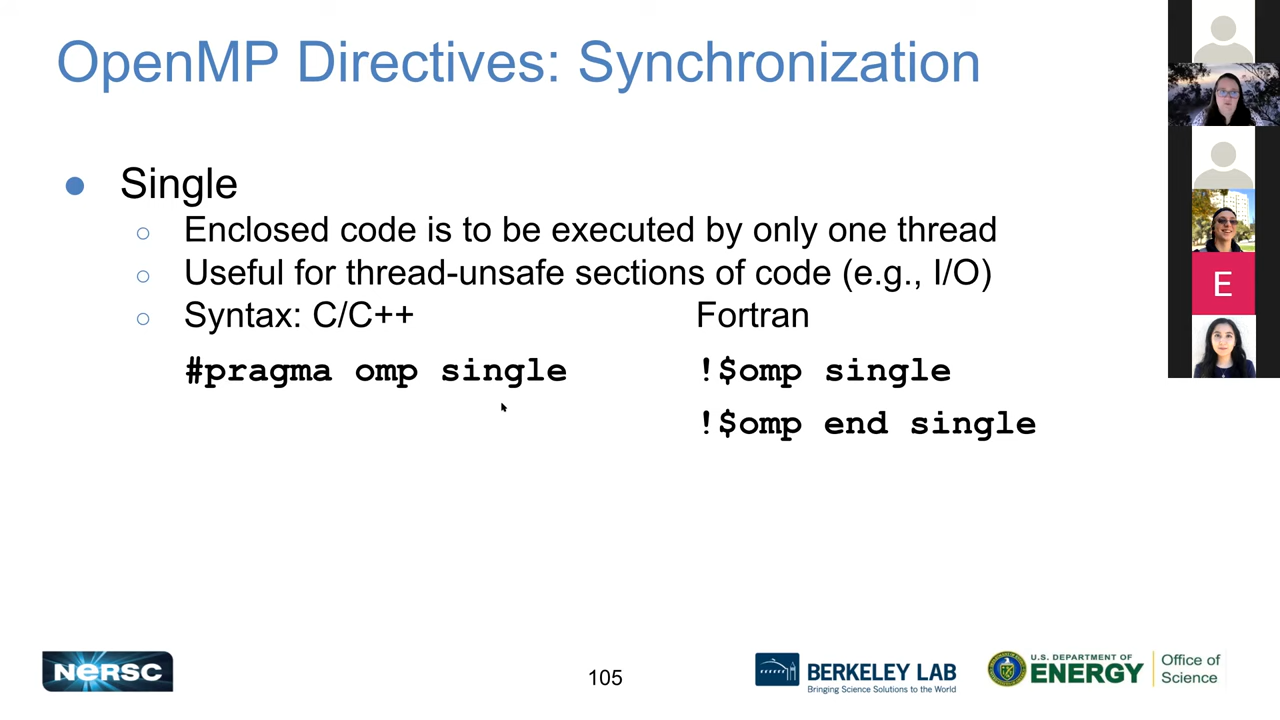 OpenMP Directives: Synchronization
● Single
○ Enclosed code is to be executed by only one thread
○ Useful for thread-unsafe sections of code (e.g., I/O)
○ Syntax: C/C++ Fortran
#pragma omp single !$omp single
!$omp end single
E
NERSC
105
BERKELEY LAB
Bringing Science Solutions to the World
U.S. DEPARTMENT OF
ENERGY
Office of
Science